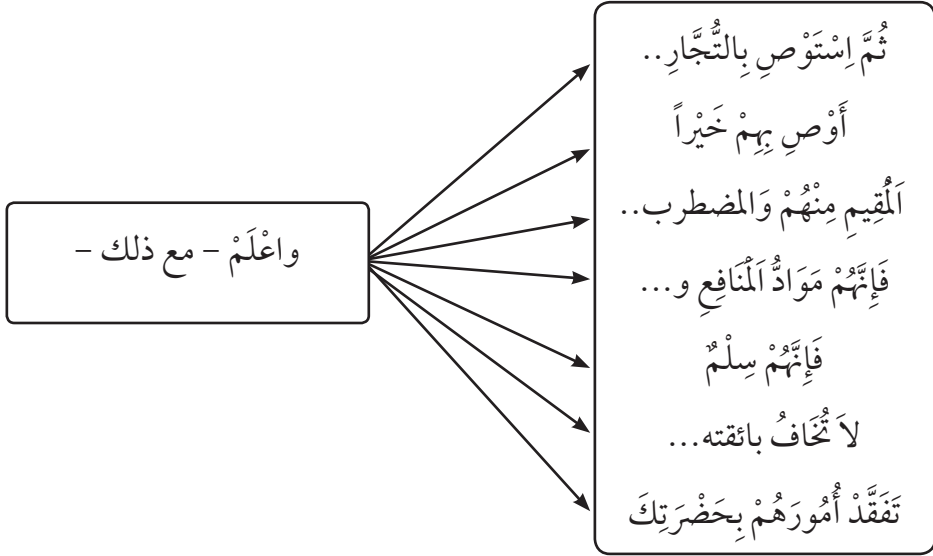 ثُمَّ اِسْتَوْصِ بِالتُّجَّارِ..
أَوْصِ بِهِمْ خَيْراً
اَلْمُقِيمِ مِنْهُمْ وَالمضطرب..
فَإِنَّهُمْ مَوَادُّ اَلْمَنَافِعِ و...
فَإِنَّهُمْ سِلْمٌ
لاَ تُخَافُ بائقته...
تَفَقَّدْ أُمُورَهُمْ بِحَضْرَتِكَ
واعْلَمْ – مع ذلك –